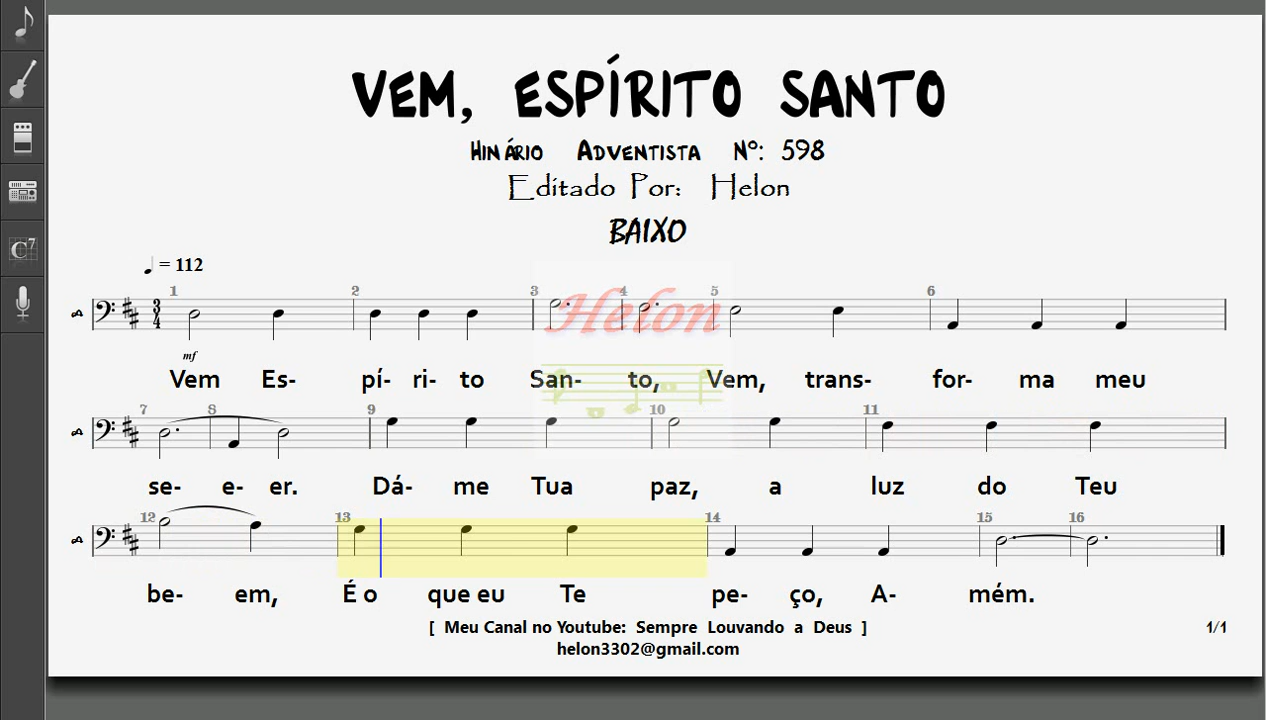 VEM, ESPÍRITO SANTO
HINÁRIO ADVENTISTA Nº: 598
Editado Por: Helon
BAIXO
= 112
1 2 3 4 5 6
3
4
Helon
mf
Vem Es- pí- ri- to San- to, Vem, trans- for- ma meu
7 8 9 10 11
se- e- er. Dá- me Tua paz, a luz do Teu
12 13 14 15 16
be- em, É o que eu Te pe- ço, A- mém.
[ Meu Canal no Youtube: Sempre Louvando a Deus ]
1/1
helon3302@gmail.com
C7